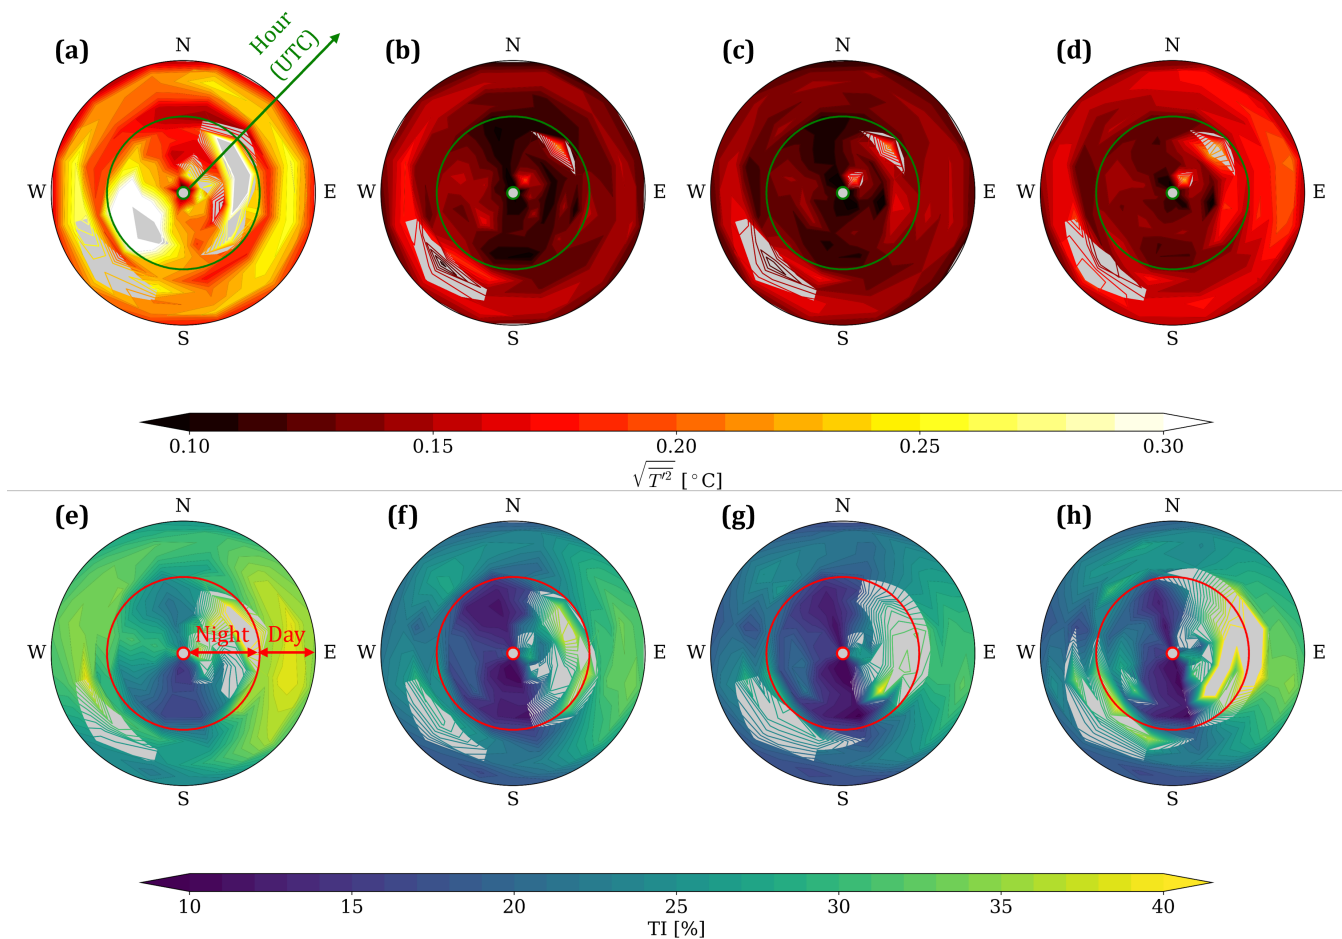 (a)
N
Hour
(UTC)
(b)
N
(c)
N
(d)
N
W
E
W
E
W
E
W
E
S
S
S
S
0.10
0.15
0.20
0.25
0.30
√T′² [°C]
(e)
N
(f)
N
(g)
N
(h)
N
W
Night
Day
E
W
E
W
E
W
E
S
S
S
S
10
15
20
25
30
35
40
TI [%]